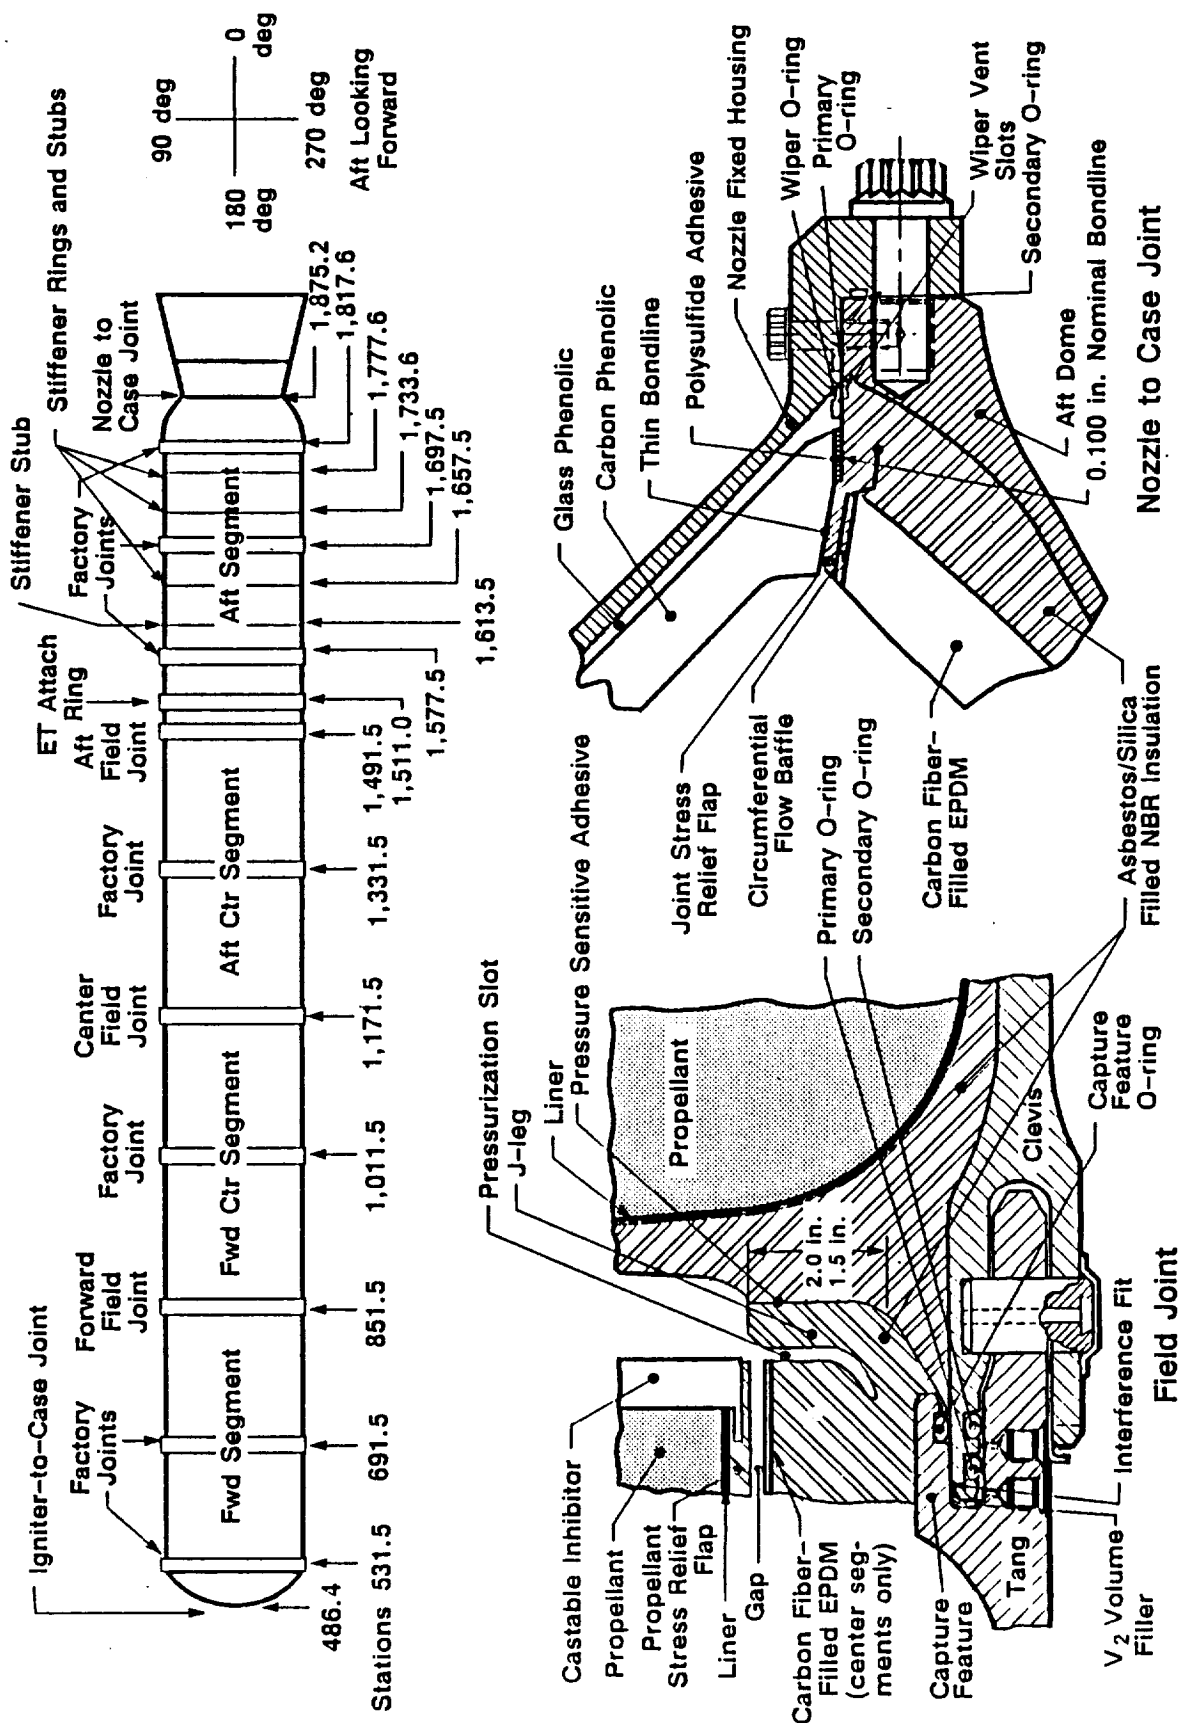 Igniter-to-Case Joint
Factory
Joints
Forward
Field
Joint
Factory
Joint
Center
Field
Joint
Factory
Joint
ET Attach
Ring
Aft
Field
Joint
Stiffener Stub
Factory
Joints
Stiffener Rings and Stubs
Nozzle to
Case Joint
Fwd Segment
Fwd Ctr Segment
Aft Ctr Segment
Aft Segment
486.4
Stations 531.5
691.5
851.5
1,011.5
1,171.5
1,331.5
1,491.5
1,511.0
1,577.5
1,613.5
1,657.5
1,697.5
1,733.6
1,777.6
1,817.6
1,875.2
90 deg
180
deg
0
deg
270 deg
Aft Looking
Forward
Castable Inhibitor
Propellant
Propellant
Stress Relief
Flap
Liner
Gap
Carbon Fiber-
Filled EPDM
(center seg-
ments only)
Capture
Feature
Tang
V2 Volume
Filler
Pressurization Slot
J-leg
Liner
Pressure Sensitive Adhesive
Propellant
2.0 in.
1.5 in.
Primary O-ring
Secondary O-ring
Clevis
Capture
Feature
O-ring
Interference Fit
Field Joint
Asbestos/Silica
Filled NBR Insulation
Joint Stress
Relief Flap
Circumferential
Flow Baffle
Carbon Fiber-
Filled EPDM
Glass Phenolic
Carbon Phenolic
Thin Bondline
Polysulfide Adhesive
Nozzle Fixed Housing
Wiper O-ring
Primary
O-ring
Wiper Vent
Slots
Secondary O-ring
Aft Dome
0.100 in. Nominal Bondline
Nozzle to Case Joint